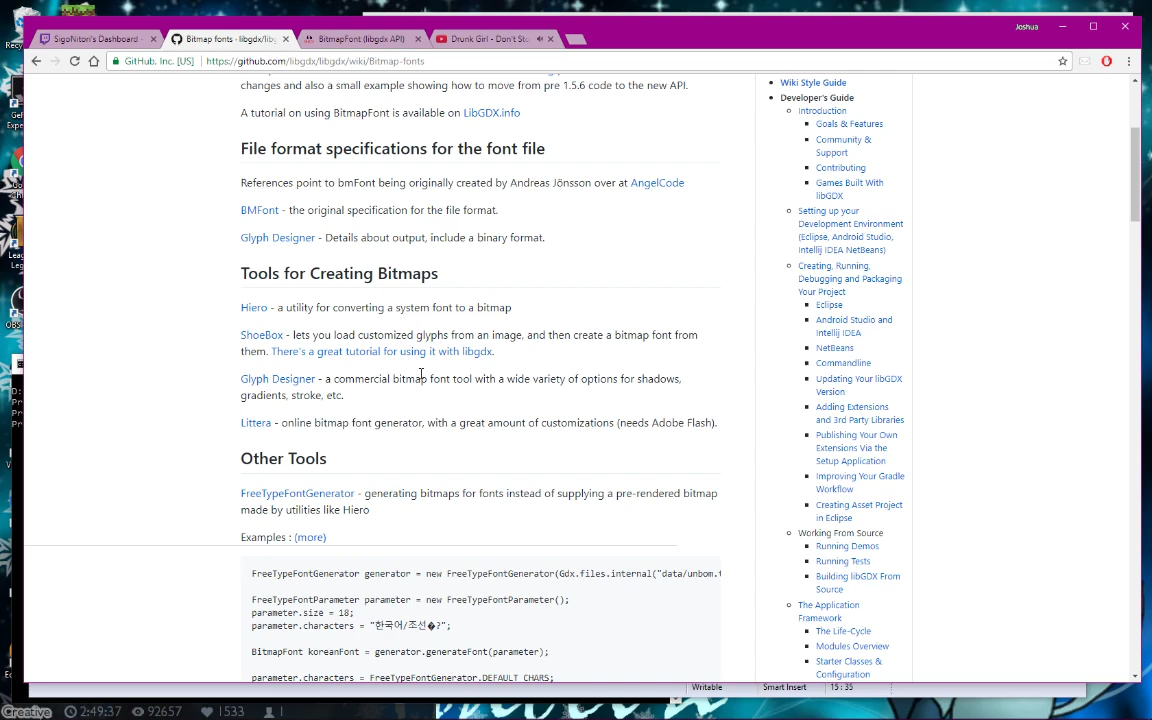 Joshua
SigoNitori's Dashboard -
Bitmap fonts · libgdx/lib
BitmapFont (libgdx API)
Drunk Girl - Don't Sto
GitHub, Inc. [US]
https://github.com/libgdx/libgdx/wiki/Bitmap-fonts
changes and also a small example showing how to move from pre 1.5.6 code to the new API.
A tutorial on using BitmapFont is available on LibGDX.info
File format specifications for the font file
References point to bmFont being originally created by Andreas Jönsson over at AngelCode
BMFont - the original specification for the file format.
Glyph Designer - Details about output, include a binary format.
Tools for Creating Bitmaps
Hiero - a utility for converting a system font to a bitmap
ShoeBox - lets you load customized glyphs from an image, and then create a bitmap font from
them. There's a great tutorial for using it with libgdx.
Glyph Designer - a commercial bitmap font tool with a wide variety of options for shadows,
gradients, stroke, etc.
Littera - online bitmap font generator, with a great amount of customizations (needs Adobe Flash).
Other Tools
FreeTypeFontGenerator - generating bitmaps for fonts instead of supplying a pre-rendered bitmap
made by utilities like Hiero
Examples : (more)
FreeTypeFontGenerator generator = new FreeTypeFontGenerator(Gdx.files.internal("data/unbom.t
FreeTypeFontParameter parameter = new FreeTypeFontParameter();
parameter.size = 18;
parameter.characters = "한국어/조선�?";
BitmapFont koreanFont = generator.generateFont(parameter);
parameter.characters = FreeTypeFontGenerator.DEFAULT_CHARS;
Wiki Style Guide
Developer's Guide
Introduction
Goals & Features
Community &
Support
Contributing
Games Built With
libGDX
Setting up your
Development Environment
(Eclipse, Android Studio,
Intellij IDEA NetBeans)
Creating, Running,
Debugging and Packaging
Your Project
Eclipse
Android Studio and
Intellij IDEA
NetBeans
Commandline
Updating Your libGDX
Version
Adding Extensions
and 3rd Party Libraries
Publishing Your Own
Extensions Via the
Setup Application
Improving Your Gradle
Workflow
Creating Asset Project
in Eclipse
Working From Source
Running Demos
Running Tests
Building libGDX From
Source
The Application
Framework
The Life-Cycle
Modules Overview
Starter Classes &
Configuration
Writable
Smart Insert
15 : 35
Creative
2:49:37
92657
1533
1